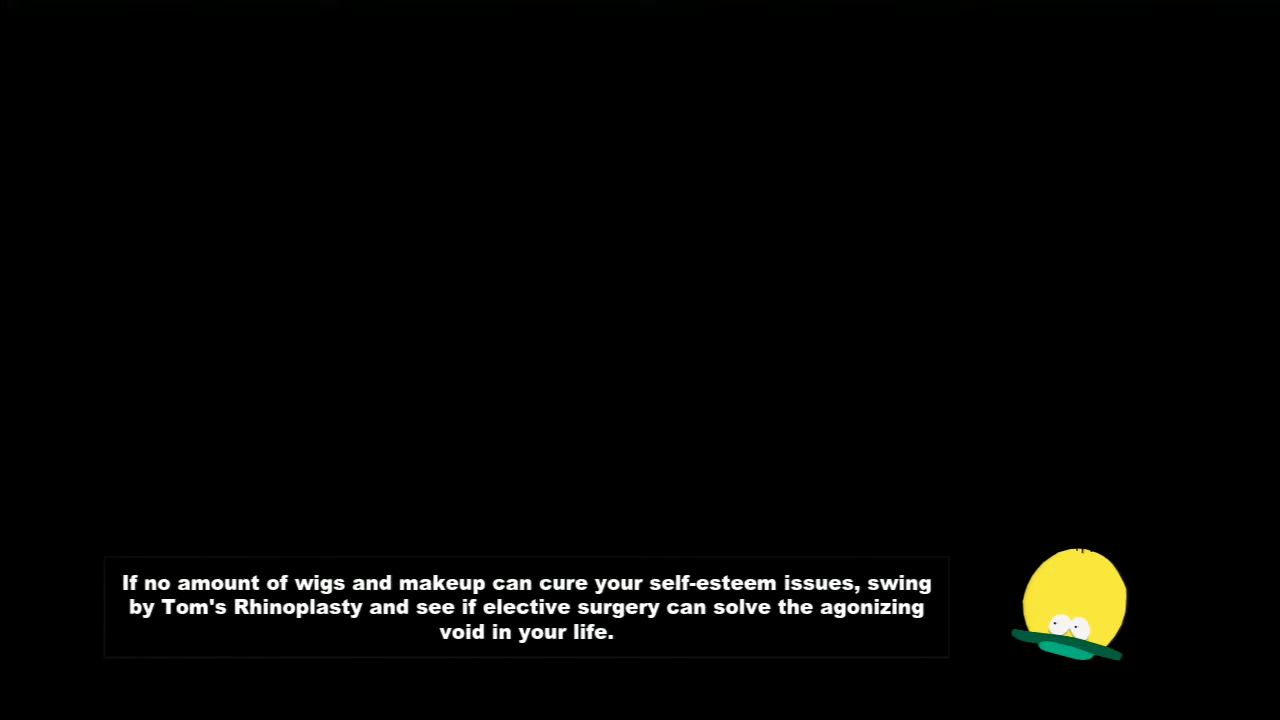 If no amount of wigs and makeup can cure your self-esteem issues, swing
by Tom's Rhinoplasty and see if elective surgery can solve the agonizing
void in your life.